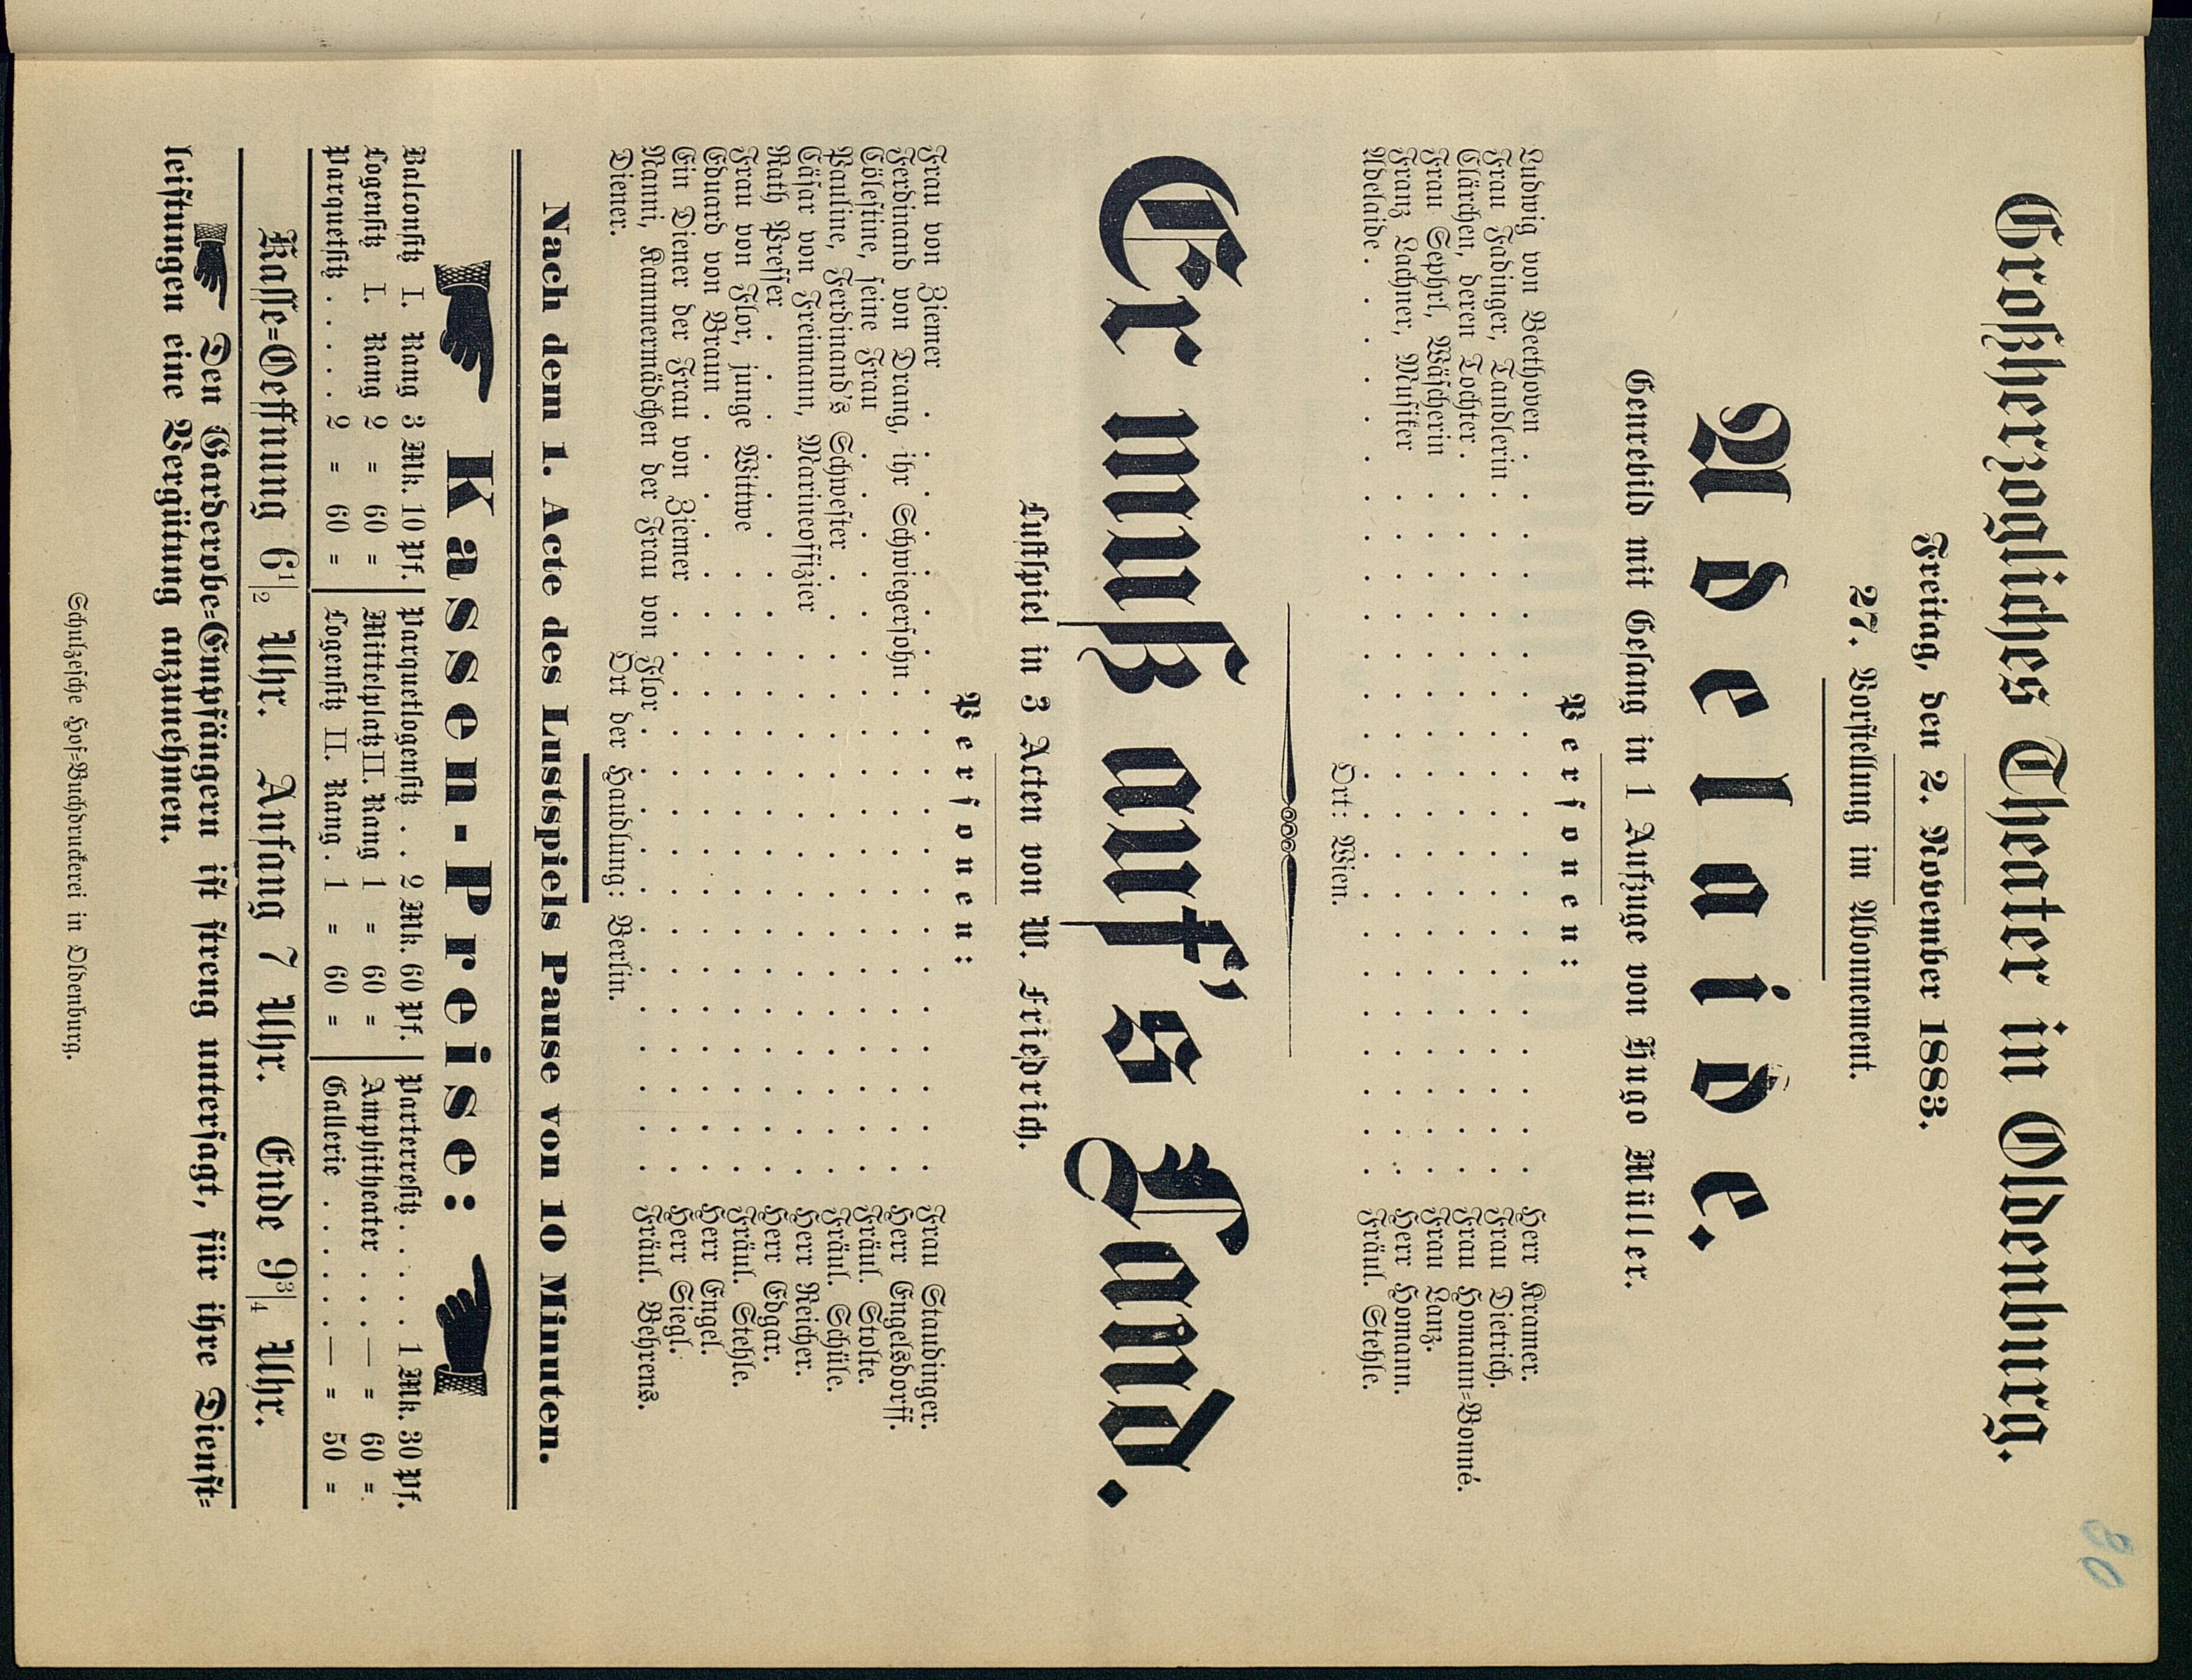 80
Großherzogliches Theater in Oldenburg.
Freitag, den 2. November 1883.
27. Vorstellung im Abonnement.
Adelaide.
Genrebild mit Gesang in 1 Aufzuge von Hugo Müller.
Personen:
Ludwig von Beethoven . . . . . Herr Kramer.
Frau Fadinger, Tandlerin . . . . . Frau Dietrich.
Clärchen, deren Tochter . . . . . Frau Homann=Bonné.
Frau Sephrl, Wäscherin . . . . . Frau Lanz.
Franz Lachner, Musiker . . . . . Herr Homann.
Adelaide . . . . . Fräul. Stehle.
Ort: Wien.
Er muß auf's Land.
Lustspiel in 3 Acten von W. Friedrich.
Personen:
Frau von Ziemer . . . . . Frau Staudinger.
Ferdinand von Drang, ihr Schwiegersohn . . . . . Herr Engelsdorff.
Cölestine, seine Frau . . . . . Fräul. Stolte.
Pauline, Ferdinand's Schwester . . . . . Fräul. Schüle.
Cäsar von Freimann, Marineoffizier . . . . . Herr Reicher.
Rath Presser . . . . . Herr Edgar.
Frau von Flor, junge Wittwe . . . . . Fräul. Stehle.
Eduard von Braun . . . . . Herr Engel.
Ein Diener der Frau von Ziemer . . . . . Herr Siegl.
Nanni, Kammermädchen der Frau von Flor . . . . . Fräul. Behrens.
Diener.
Ort der Handlung: Berlin.
Nach dem 1. Acte des Lustspiels Pause von 10 Minuten.
Kassen-Preise:
Balconsitz I. Rang 3 Mk. 10 Pf. Parquetlogensitz . . 2 Mk. 60 Pf. Parterresitz . . . . 1 Mk. 30 Pf.
Logensitz I. Rang 2 = 60 = Mittelplatz II. Rang 1 = 60 = Amphitheater . . . — = 60 =
Parquetsitz . . . . . 2 = 60 = Logensitz II. Rang . 1 = 60 = Gallerie . . . . . — = 50 =
Kasse=Oeffnung 6 1/2 Uhr. Anfang 7 Uhr. Ende 9 3/4 Uhr.
Den Garderobe=Empfängern ist streng untersagt, für ihre Dienst=
leistungen eine Vergütung anzunehmen.
Schulzesche Hof=Buchdruckerei in Oldenburg.